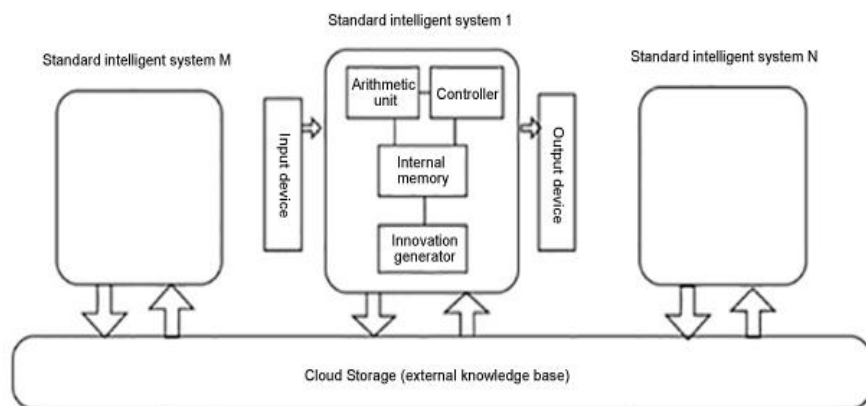 Standard intelligent system 1
Standard intelligent system M
Standard intelligent system N
Input device
Arithmetic
unit
Controller
Internal
memory
Innovation
generator
Output device
Cloud Storage (external knowledge base)